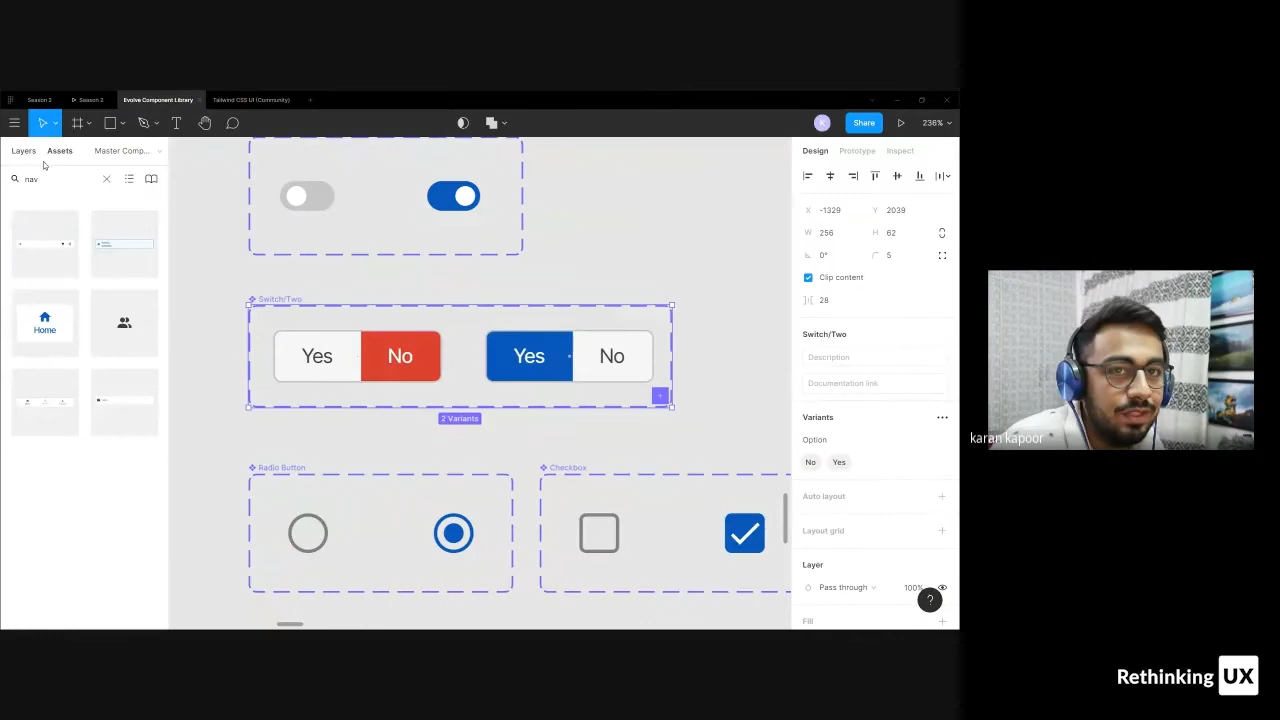 Season 2
Season 2
Evolve Component Library
Tailwind CSS UI (Community)
Share
236%
Layers
Assets
Master Comp...
nav
Home
Switch/Two
Yes
No
Yes
No
2 Variants
Radio Button
Checkbox
Design
Prototype
Inspect
X
-1329
Y
2039
W
256
H
62
0°
5
Clip content
28
Switch/Two
Description
Documentation link
Variants
Option
No
Yes
Auto layout
Layout grid
Layer
Pass through
100%
?
Fill
karan kapoor
Rethinking UX